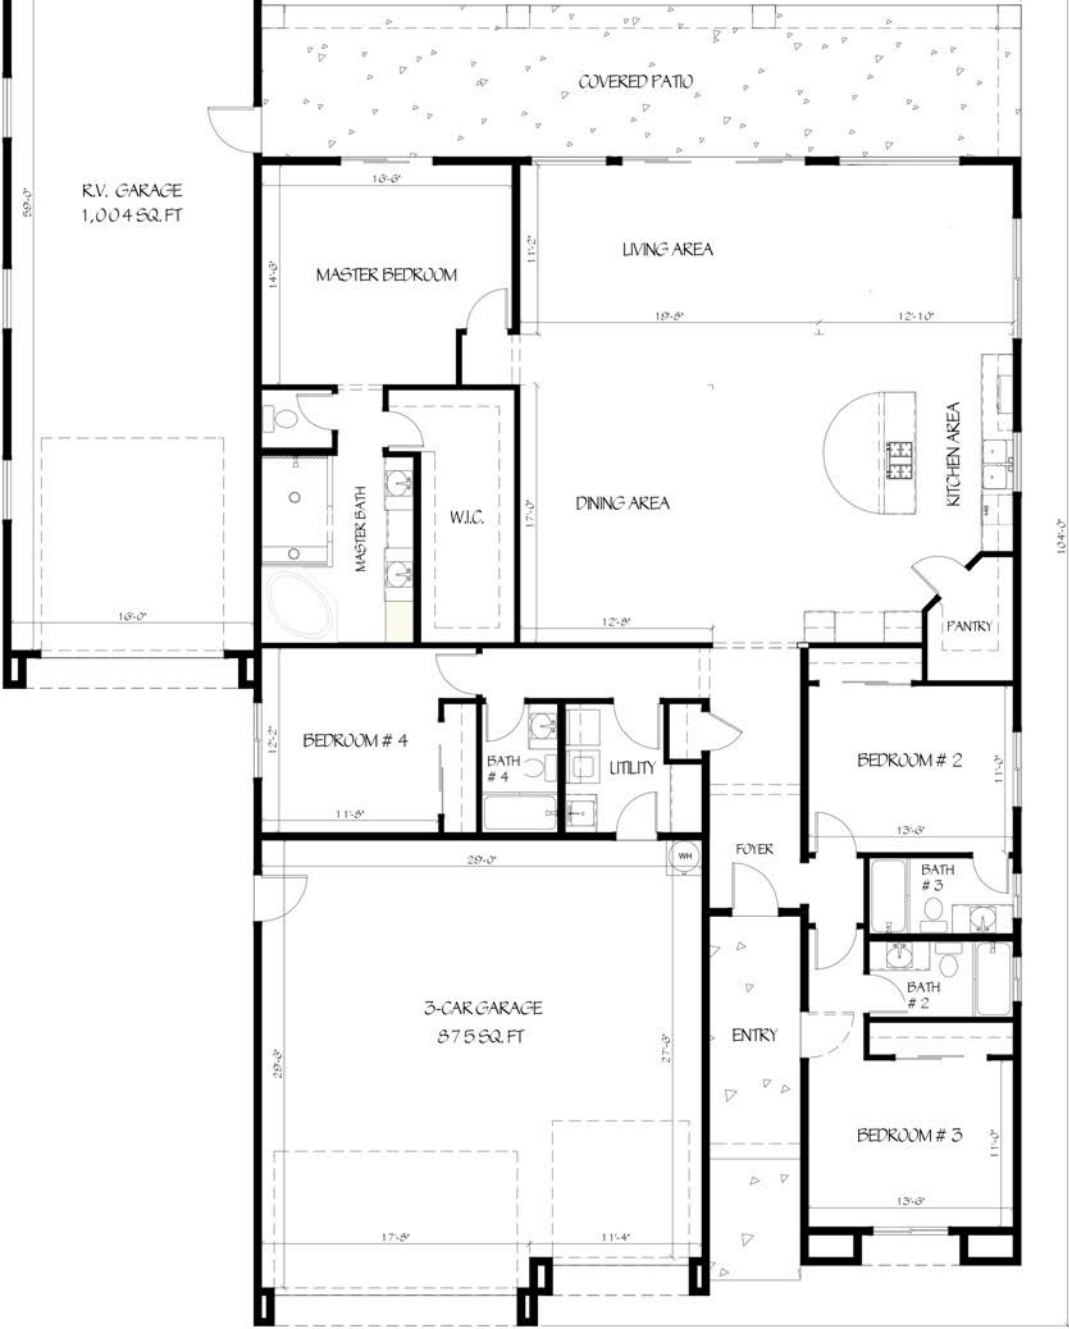 COVERED PATIO
R.V. GARAGE
1,004 SQ. FT
59'-0"
16'-6"
14'-6"
MASTER BEDROOM
11'-2"
LIVING AREA
19'-8"
12'-10"
KITCHEN AREA
DINING AREA
17'-0"
12'-8"
W.I.C.
MASTER BATH
16'-0"
PANTRY
104'-0"
BEDROOM # 4
12'-2"
11'-8"
BATH
# 4
UTILITY
BEDROOM # 2
11'-0"
13'-6"
FOYER
WH
29'-0"
BATH
# 3
BATH
# 2
3-CAR GARAGE
875 SQ. FT
ENTRY
29'-6"
27'-6"
BEDROOM # 3
11'-0"
13'-6"
17'-8"
11'-4"